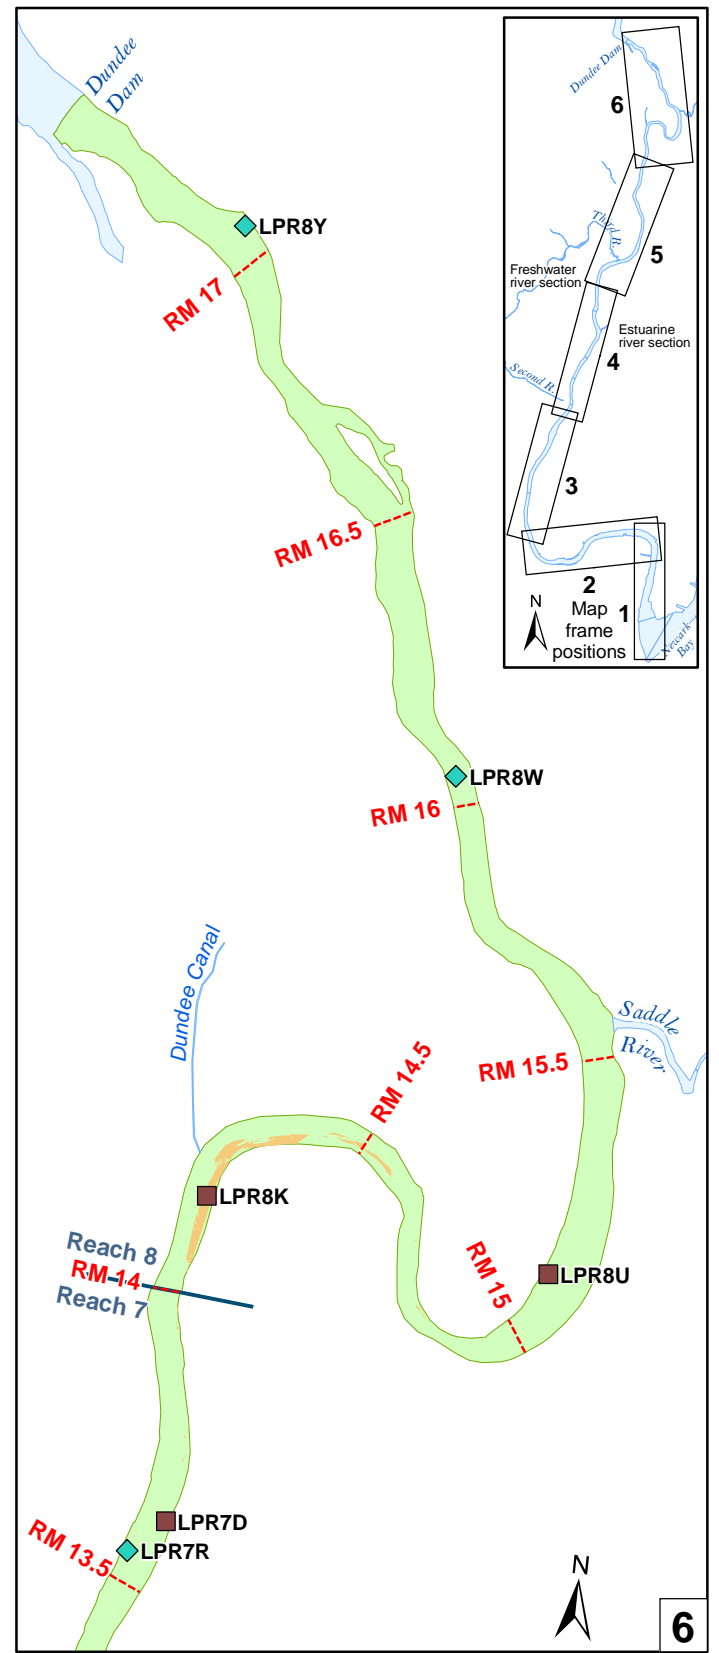 Dundee
Dam
LPR8Y
RM 17
RM 16.5
LPR8W
RM 16
Dundee Canal
Saddle
River
RM 15.5
RM 14.5
LPR8K
Reach 8
RM 14
Reach 7
RM 15
LPR8U
LPR7D
LPR7R
RM 13.5
N
6
Dundee Dam
6
Third R.
5
Freshwater
river section
Estuarine
river section
4
Second R.
3
2
1
N
Map
frame
positions
Newark
Bay